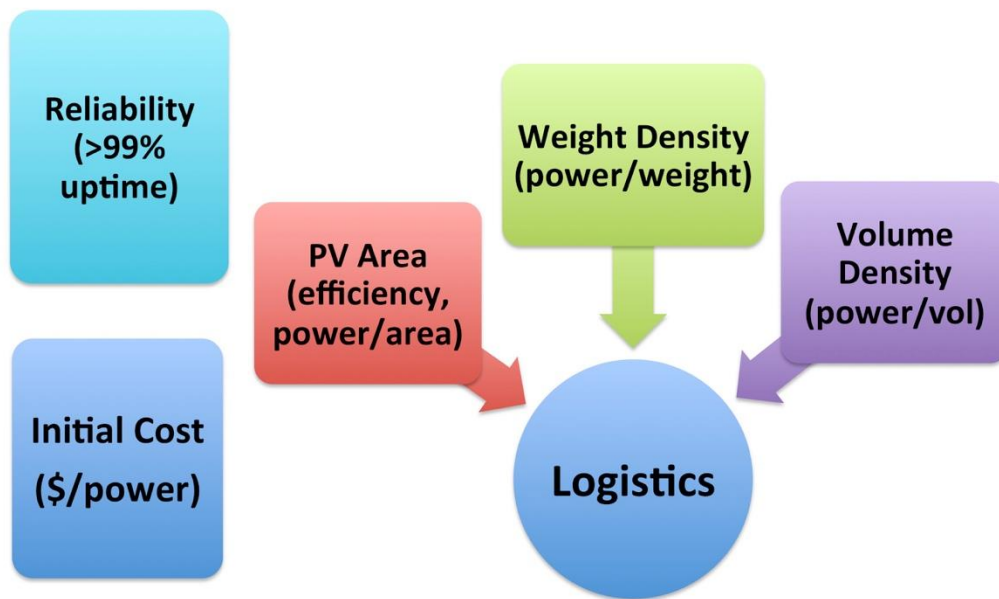 Reliability
(>99%
uptime)
Initial Cost
($/power)
PV Area
(efficiency,
power/area)
Weight Density
(power/weight)
Volume
Density
(power/vol)
Logistics